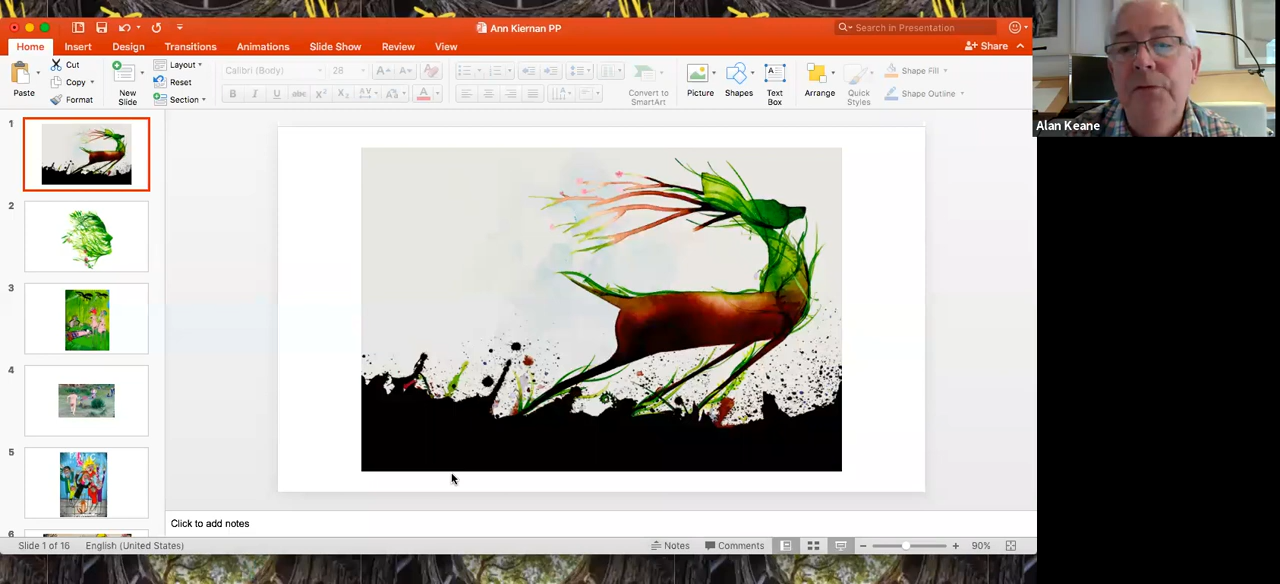 Ann Kiernan PP
Search in Presentation
Home Insert Design Transitions Animations Slide Show Review View
Share
Paste
Cut
Copy
Format
New
Slide
Layout
Reset
Section
Calibri (Body)
28
Convert to
SmartArt
Picture
Shapes
Text
Box
Arrange
Quick
Styles
Shape Fill
Shape Outline
Alan Keane
1
2
3
4
5
6
Click to add notes
Slide 1 of 16 English (United States)
Notes Comments
90%